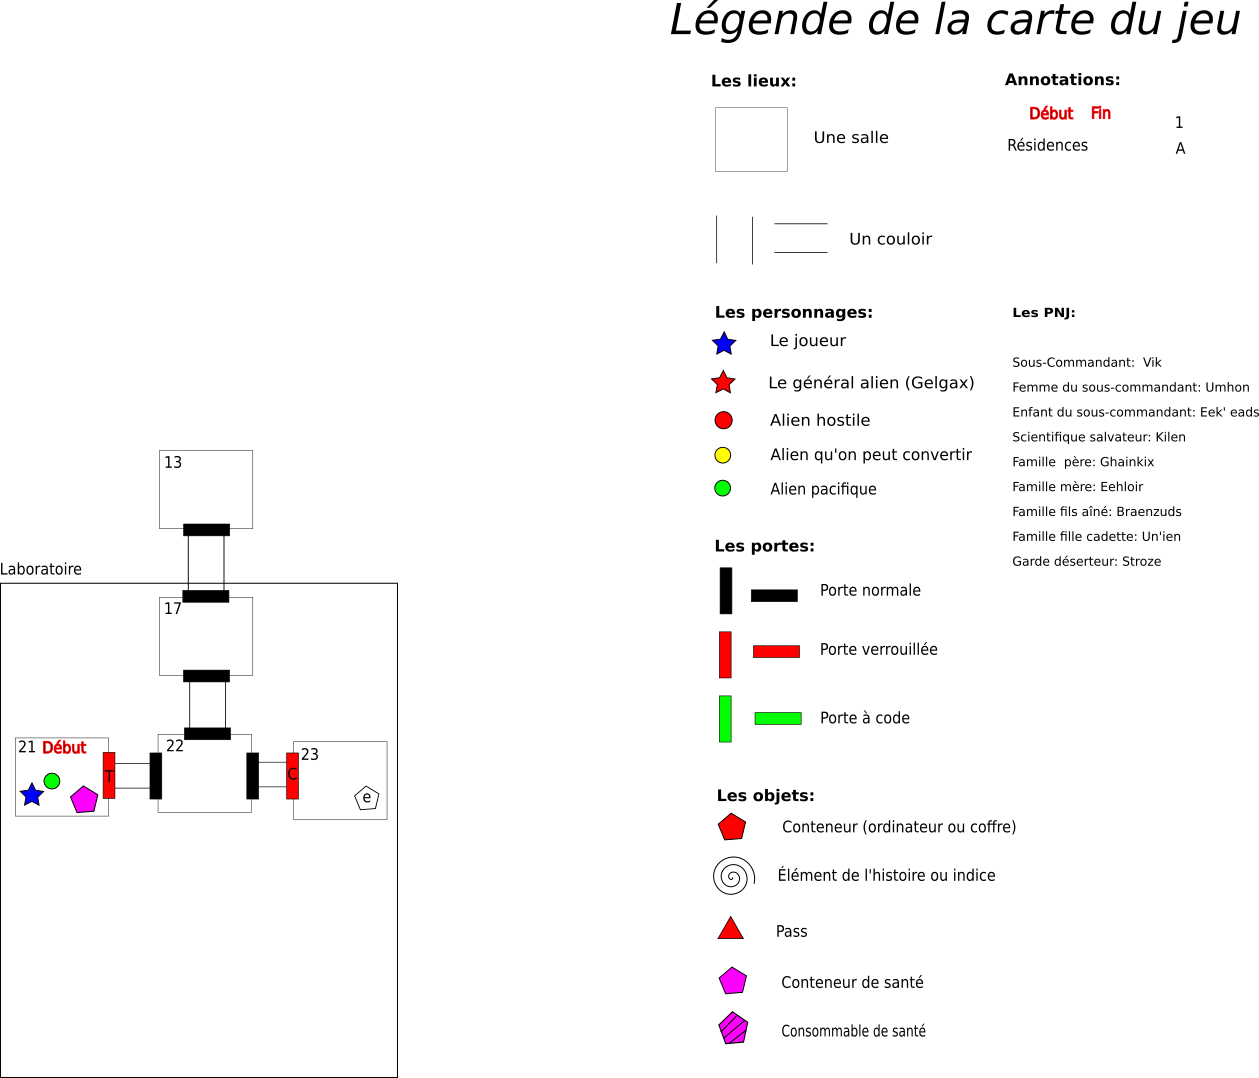 Légende de la carte du jeu
Les lieux:
Une salle
Un couloir
Annotations:
Début Fin
1
Résidences
A
Les personnages:
Le joueur
Le général alien (Gelgax)
Alien hostile
Alien qu'on peut convertir
Alien pacifique
Les PNJ:
Sous-Commandant: Vik
Femme du sous-commandant: Umhon
Enfant du sous-commandant: Eek' eads
Scientifique salvateur: Kilen
Famille père: Ghainkix
Famille mère: Eehloir
Famille fils aîné: Braenzuds
Famille fille cadette: Un'ien
Garde déserteur: Stroze
Les portes:
Porte normale
Porte verrouillée
Porte à code
Les objets:
Conteneur (ordinateur ou coffre)
Élément de l'histoire ou indice
Pass
Conteneur de santé
Consommable de santé
13
Laboratoire
17
21 Début
T
22
C
23
e